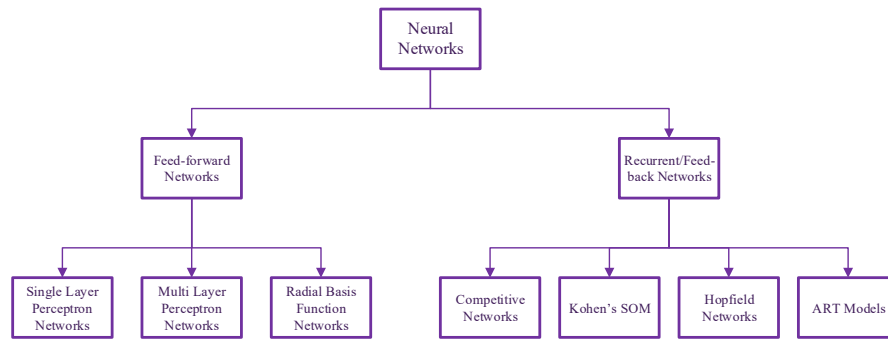 Neural
Networks
Feed-forward
Networks
Recurrent/Feed-
back Networks
Single Layer
Perceptron
Networks
Multi Layer
Perceptron
Networks
Radial Basis
Function
Networks
Competitive
Networks
Kohen's SOM
Hopfield
Networks
ART Models